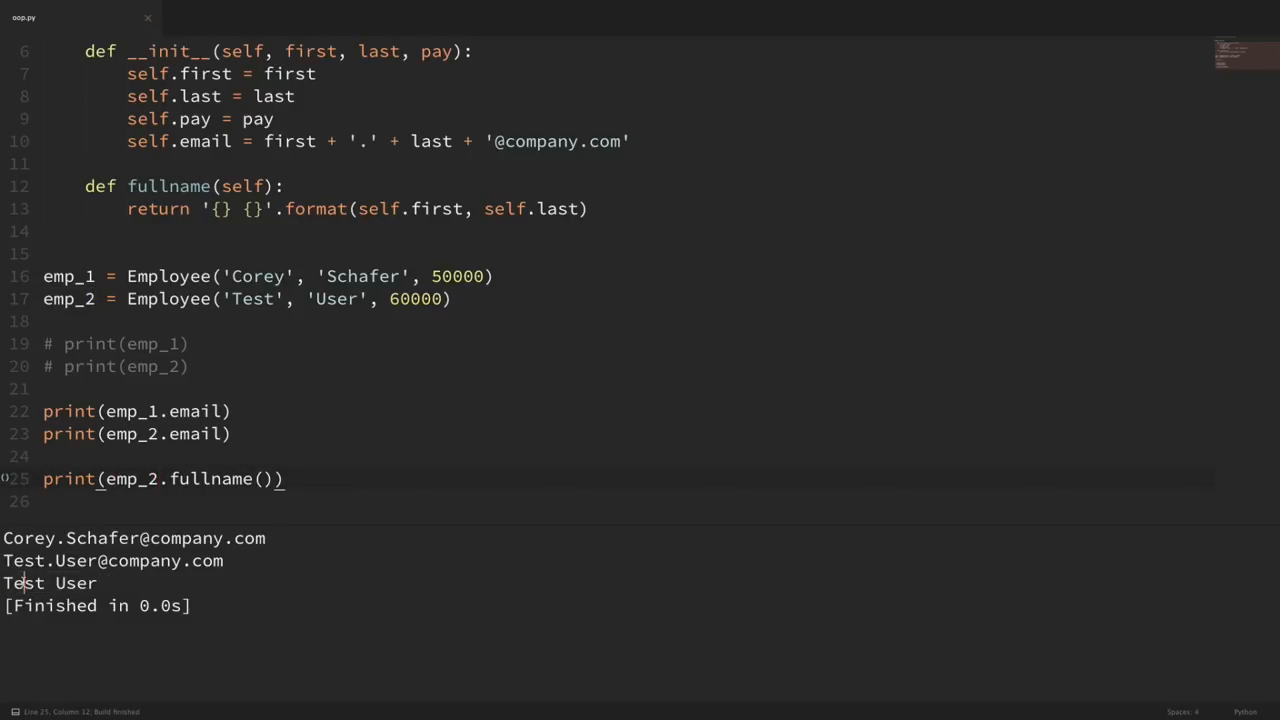 oop.py ×
6 def __init__(self, first, last, pay):
7 self.first = first
8 self.last = last
9 self.pay = pay
10 self.email = first + '.' + last + '@company.com'
11
12 def fullname(self):
13 return '{} {}'.format(self.first, self.last)
14
15
16 emp_1 = Employee('Corey', 'Schafer', 50000)
17 emp_2 = Employee('Test', 'User', 60000)
18
19 # print(emp_1)
20 # print(emp_2)
21
22 print(emp_1.email)
23 print(emp_2.email)
24
()25 print(emp_2.fullname())
26
Corey.Schafer@company.com
Test.User@company.com
Test User
[Finished in 0.0s]
Line 25, Column 12; Build finished Spaces: 4 Python